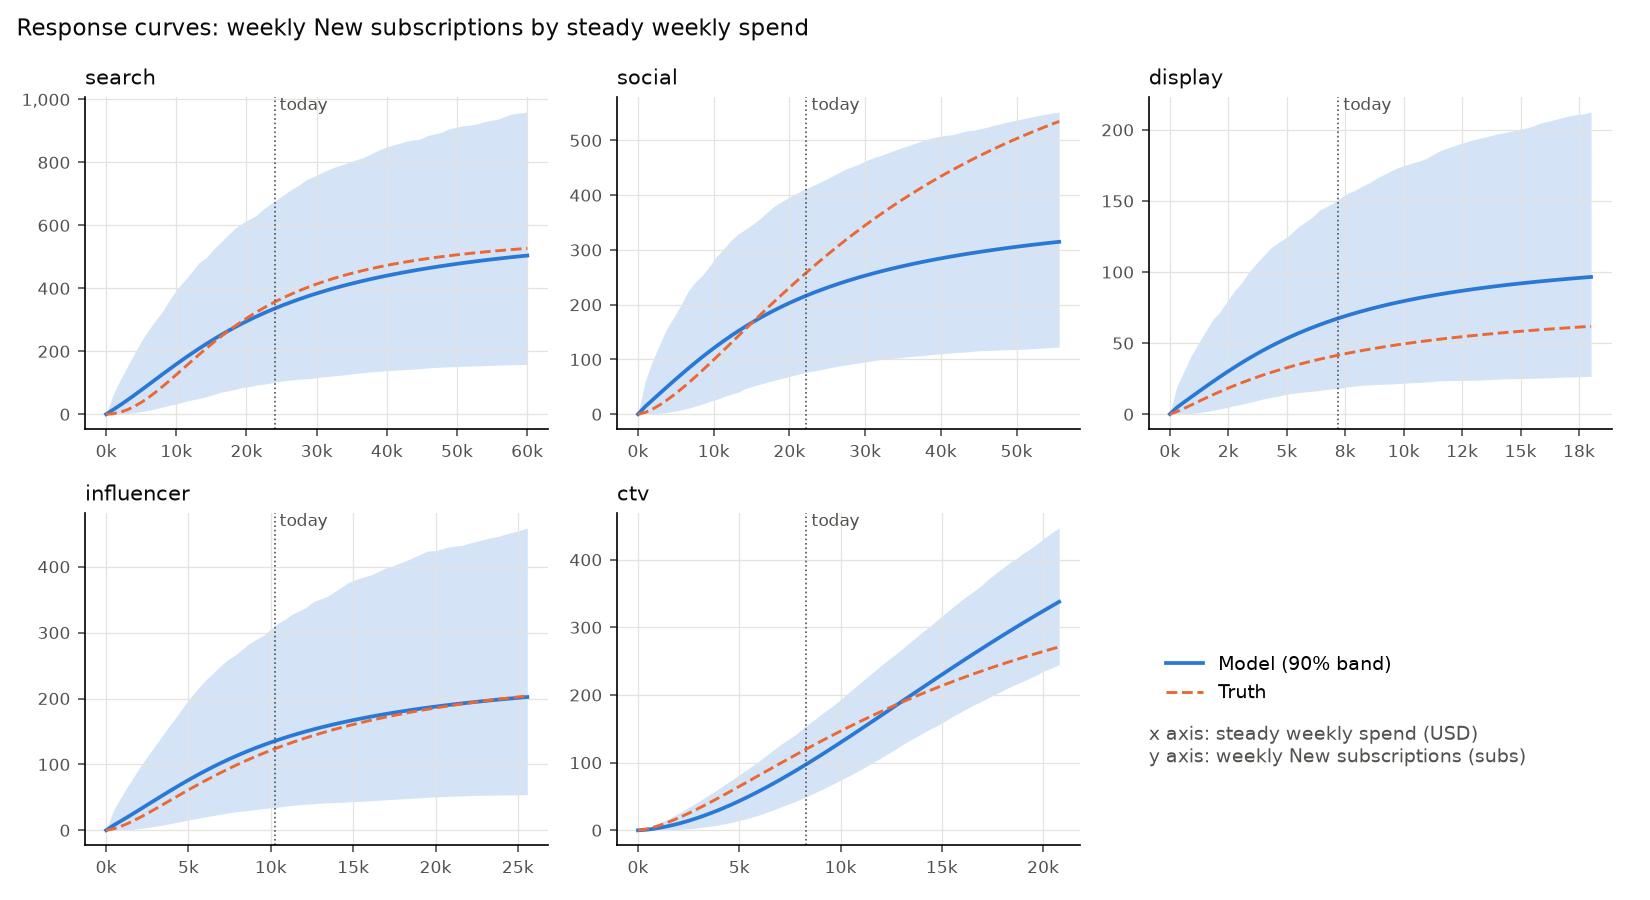 Response curves: weekly New subscriptions by steady weekly spend
search
today
1,000
800
600
400
200
0
0k 10k 20k 30k 40k 50k 60k
social
today
500
400
300
200
100
0
0k 10k 20k 30k 40k 50k
display
today
200
150
100
50
0
0k 2k 5k 8k 10k 12k 15k 18k
influencer
today
400
300
200
100
0
0k 5k 10k 15k 20k 25k
ctv
today
400
300
200
100
0
0k 5k 10k 15k 20k
Model (90% band)
Truth
x axis: steady weekly spend (USD)
y axis: weekly New subscriptions (subs)